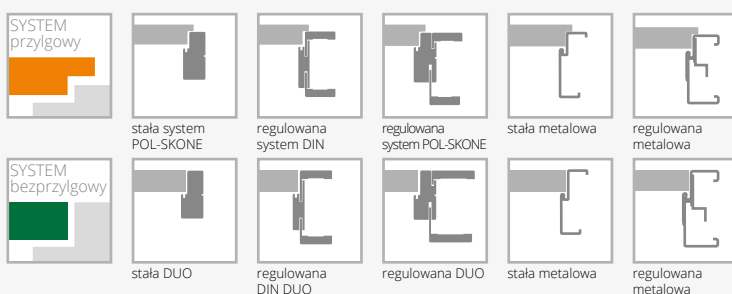 SYSTEM
przylgowy
stała system
POL-SKONE
regulowana
system DIN
regulowana
system POL-SKONE
stała metalowa
regulowana
metalowa
SYSTEM
bezprzylgowy
stała DUO
regulowana
DIN DUO
regulowana DUO
stała metalowa
regulowana
metalowa